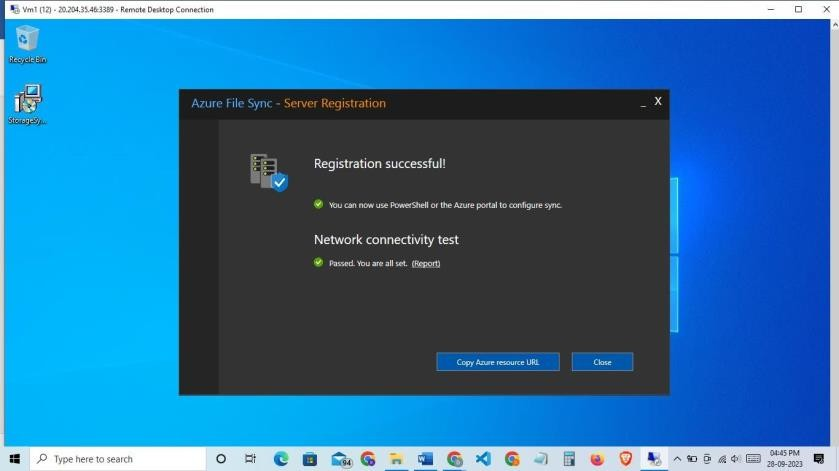 Vm1 (12) - 20.204.35.46:3389 - Remote Desktop Connection
Recycle Bin
StorageSy...
Azure File Sync - Server Registration
_ X
Registration successful!
You can now use PowerShell or the Azure portal to configure sync.
Network connectivity test
Passed. You are all set. (Report)
Copy Azure resource URL
Close
Type here to search
94
04:45 PM
28-09-2023